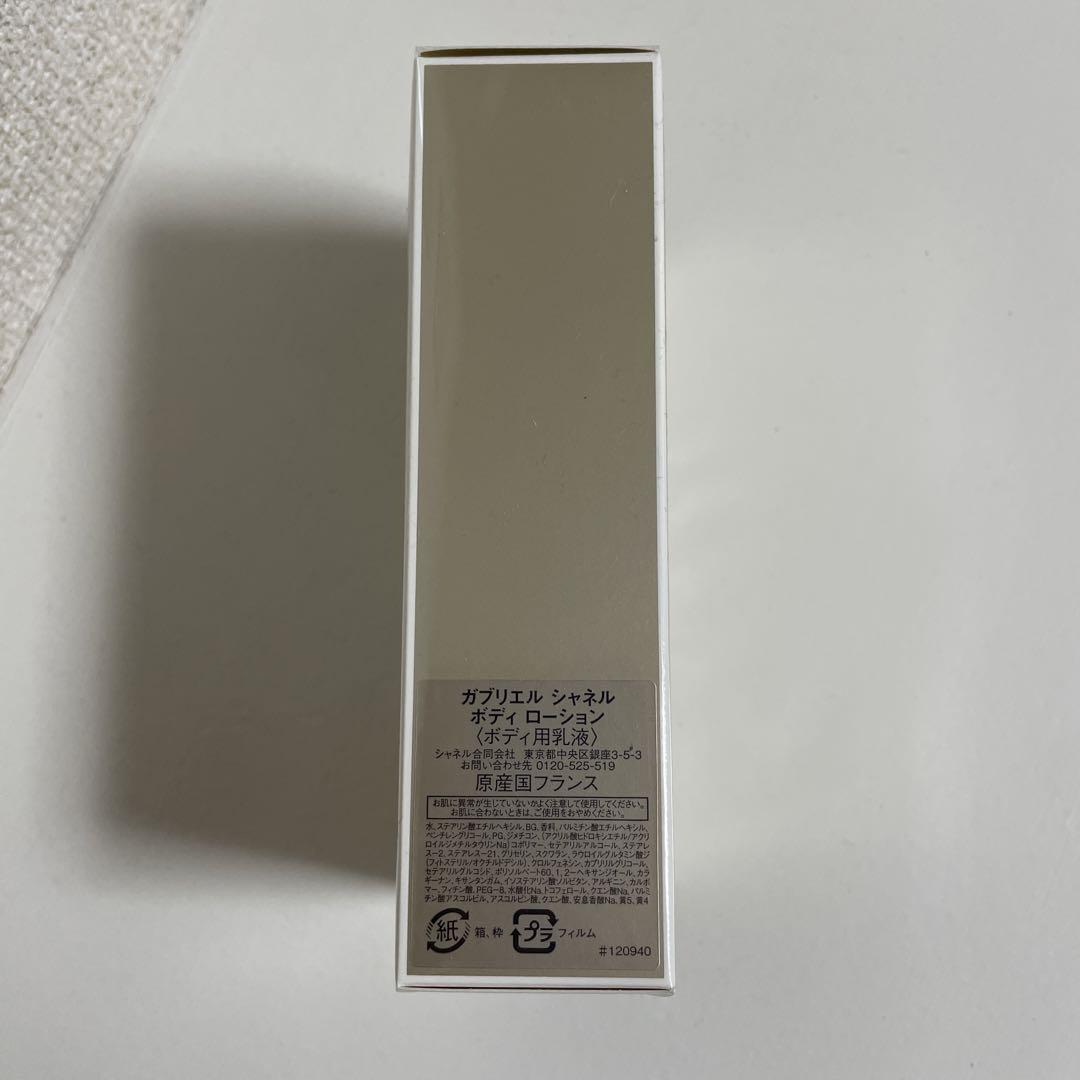 ガブリエル シャネル
ボディ ローション
〈ボディ用乳液〉
シャネル合同会社 東京都中央区銀座3-5-3
お問い合わせ先 0120-525-519
原産国フランス
お肌に異常が生じていないかよく注意して使用してください。
お肌に合わないときは、ご使用をおやめください。
水、ステアリン酸エチルヘキシル、BG、香料、パルミチン酸エチルヘキシル、
ペンチレングリコール、PG、ジメチコン、(アクリル酸ヒドロキシエチル/アクリ
ロイルジメチルタウリンNa)コポリマー、セテアリルアルコール、ステアレ
ス-2、ステアレス-21、グリセリン、スクワラン、ラウロイルグルタミン酸ジ
(フィトステリル/オクチルドデシル)、クロルフェネシン、カプリリルグリコール、
セテアリルグルコシド、ポリソルベート60、1,2-ヘキサンジオール、カラ
ギーナン、キサンタンガム、イソステアリン酸ソルビタン、アルギニン、カルボ
マー、フィチン酸、PEG-8、水酸化Na、トコフェロール、クエン酸Na、パルミ
チン酸アスコルビル、アスコルビン酸、クエン酸、安息香酸Na、黄5、黄4
紙 箱、枠 プラ フィルム
#120940